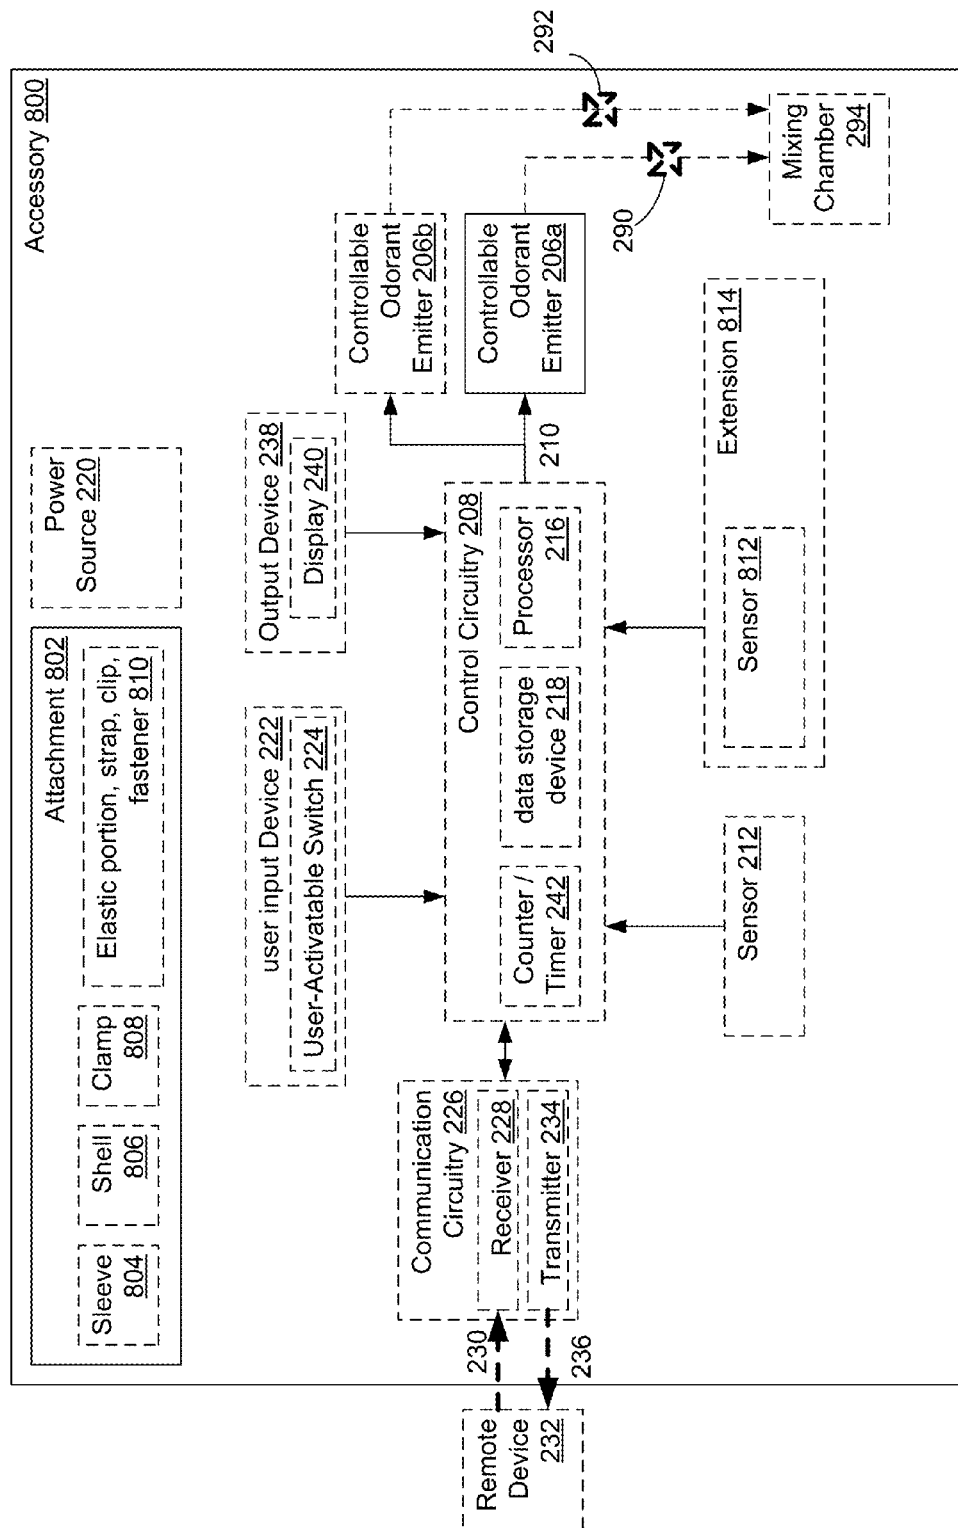 Accessory 800
Attachment 802
Sleeve
804
Shell
806
Clamp
808
Elastic portion, strap, clip,
fastener 810
Power
Source 220
user input Device 222
User-Activatable Switch 224
Output Device 238
Display 240
Remote
Device
232
230
236
Communication
Circuitry 226
Receiver 228
Transmitter 234
Control Circuitry 208
Counter /
Timer 242
data storage
device 218
Processor
216
210
Controllable
Odorant
Emitter 206b
Controllable
Odorant
Emitter 206a
292
290
Mixing
Chamber
294
Sensor 212
Extension 814
Sensor 812